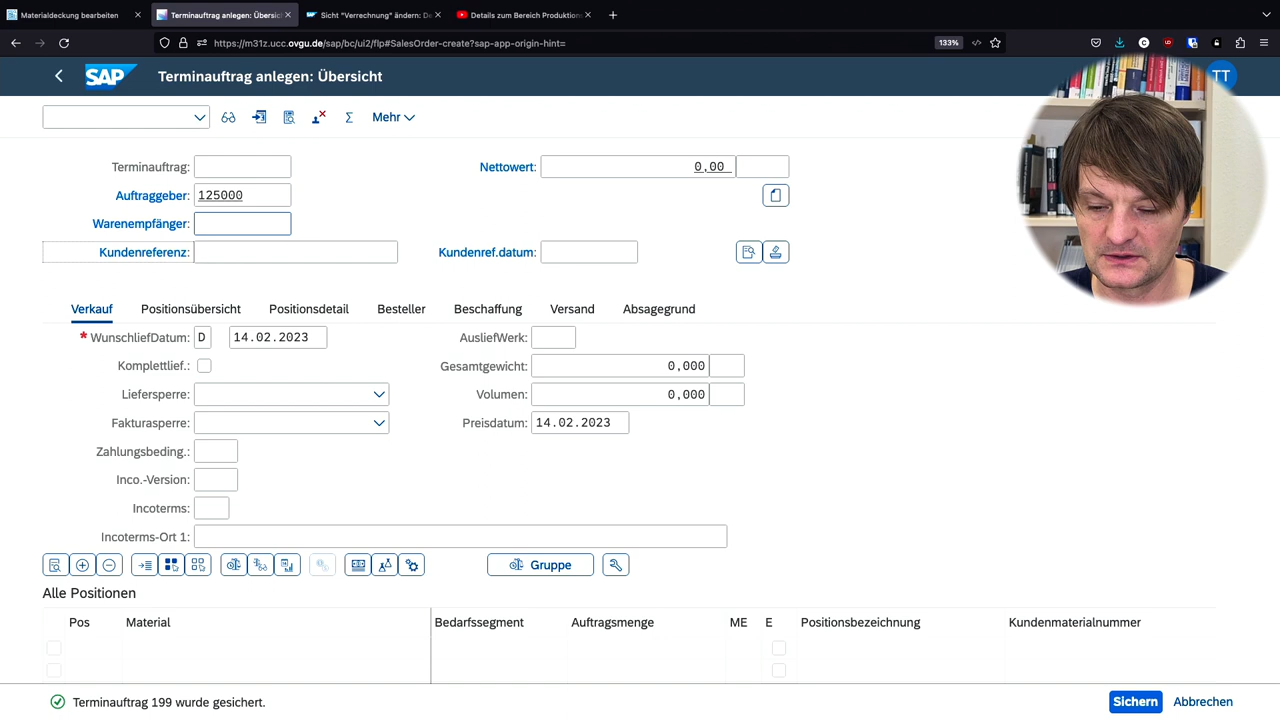 Materialdeckung bearbeiten
Terminauftrag anlegen: Übersich
Sicht "Verrechnung" ändern: De
Details zum Bereich Produktion
https://m31z.ucc.ovgu.de/sap/bc/ui2/flp#SalesOrder-create?sap-app-origin-hint=
133%
SAP
Terminauftrag anlegen: Übersicht
TT
Mehr
Terminauftrag:
Nettowert:
0,00
Auftraggeber:
125000
Warenempfänger:
Kundenreferenz:
Kundenref.datum:
Verkauf
Positionsübersicht
Positionsdetail
Besteller
Beschaffung
Versand
Absagegrund
* WunschliefDatum:
D
14.02.2023
AusliefWerk:
Komplettlief.:
Gesamtgewicht:
0,000
Liefersperre:
Volumen:
0,000
Fakturasperre:
Preisdatum:
14.02.2023
Zahlungsbeding.:
Inco.-Version:
Incoterms:
Incoterms-Ort 1:
Gruppe
Alle Positionen
Pos
Material
Bedarfssegment
Auftragsmenge
ME
E
Positionsbezeichnung
Kundenmaterialnummer
Terminauftrag 199 wurde gesichert.
Sichern
Abbrechen